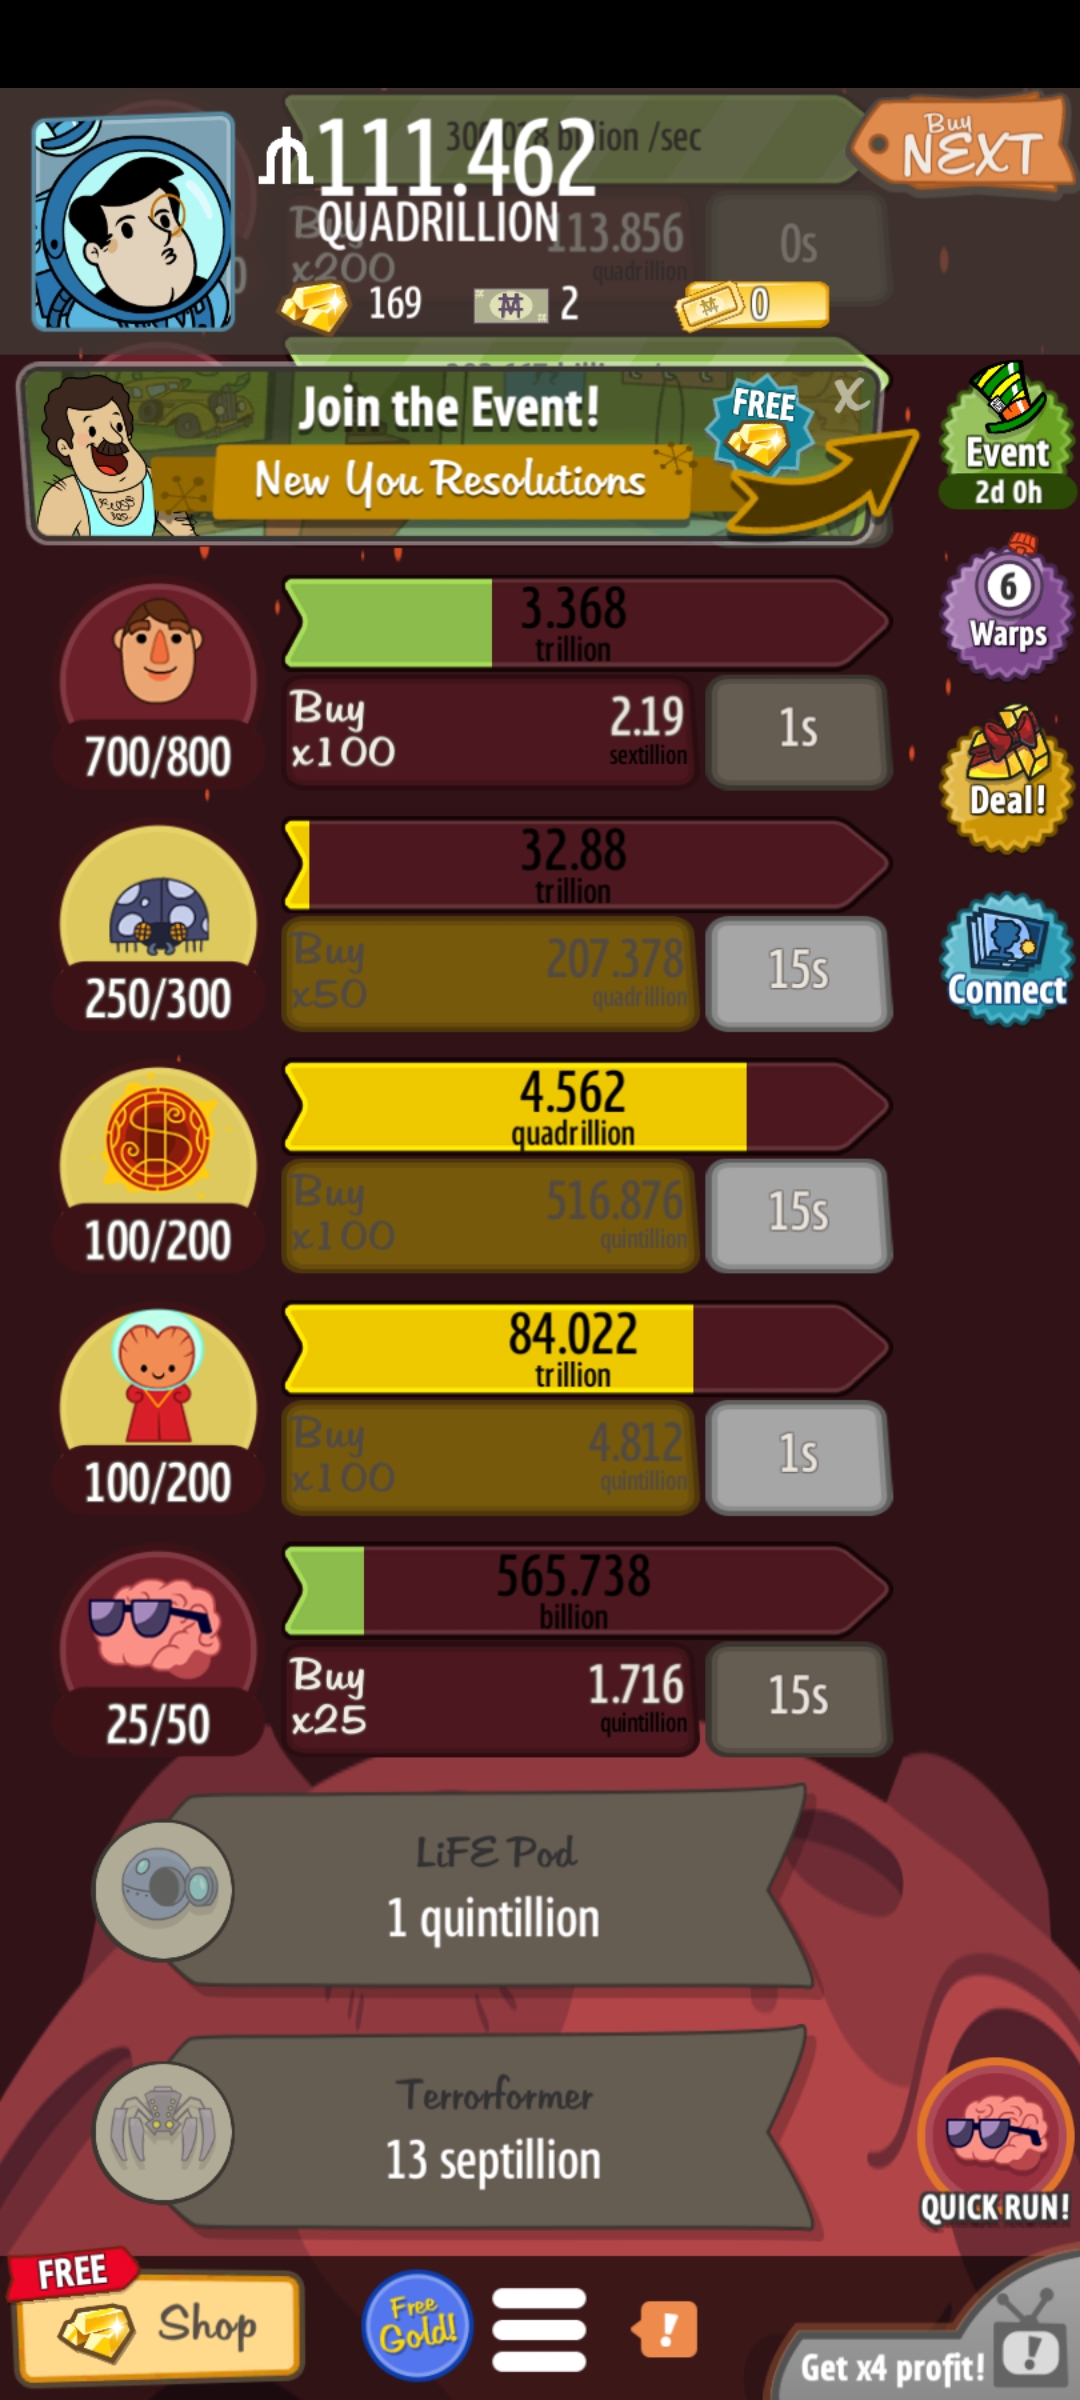 111.462
QUADRILLION
Buy
NEXT
billion /sec
Buy
x200
113.856
quadrillion
0s
169
2
0
Join the Event!
New You Resolutions
FREE
X
Event
2d 0h
6
Warps
Deal!
Connect
3.368
trillion
700/800
Buy
x100
2.19
sextillion
1s
32.88
trillion
250/300
Buy
x50
207.378
quadrillion
15s
4.562
quadrillion
100/200
Buy
x100
516.876
quintillion
15s
84.022
trillion
100/200
Buy
x100
4.812
quintillion
1s
565.738
billion
25/50
Buy
x25
1.716
quintillion
15s
LiFE Pod
1 quintillion
Terrorformer
13 septillion
QUICK RUN!
FREE
Shop
Free
Gold!
!
Get x4 profit!
!